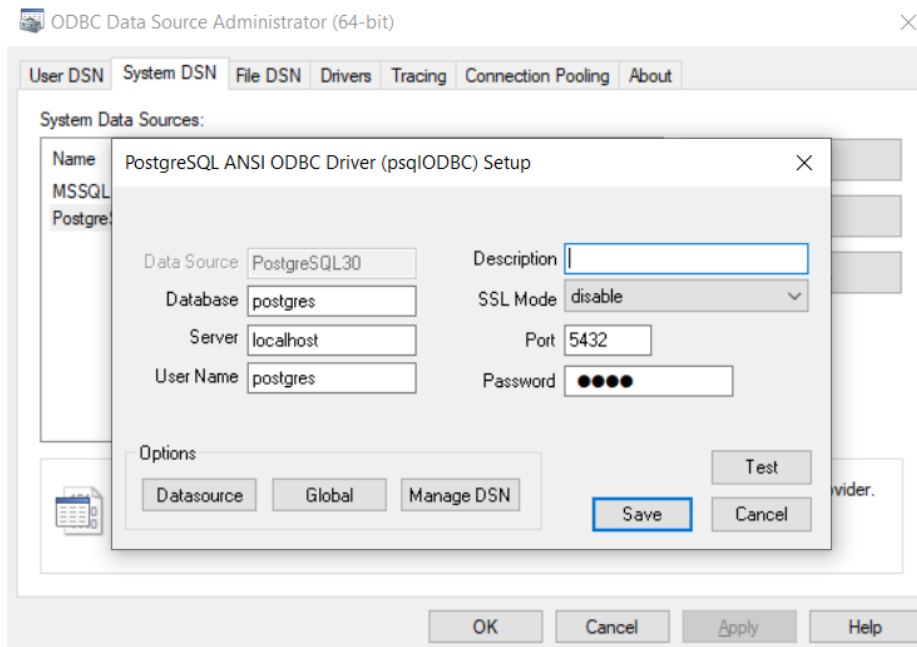 ODBC Data Source Administrator (64-bit)
User DSN System DSN File DSN Drivers Tracing Connection Pooling About
System Data Sources:
Name
MSSQL
PostgreS
PostgreSQL ANSI ODBC Driver (psqlODBC) Setup
Data Source PostgreSQL30 Description
Database postgres SSL Mode disable
Server localhost Port 5432
User Name postgres Password ●●●●
Options
Datasource Global Manage DSN
Test
Save Cancel
vider.
OK Cancel Apply Help